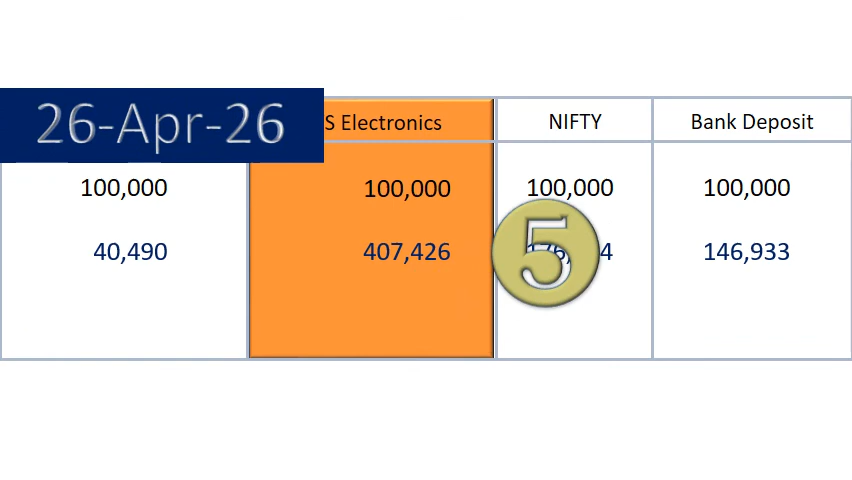 26-Apr-26
S Electronics NIFTY Bank Deposit
100,000 100,000 100,000 100,000
40,490 407,426 146,933
5